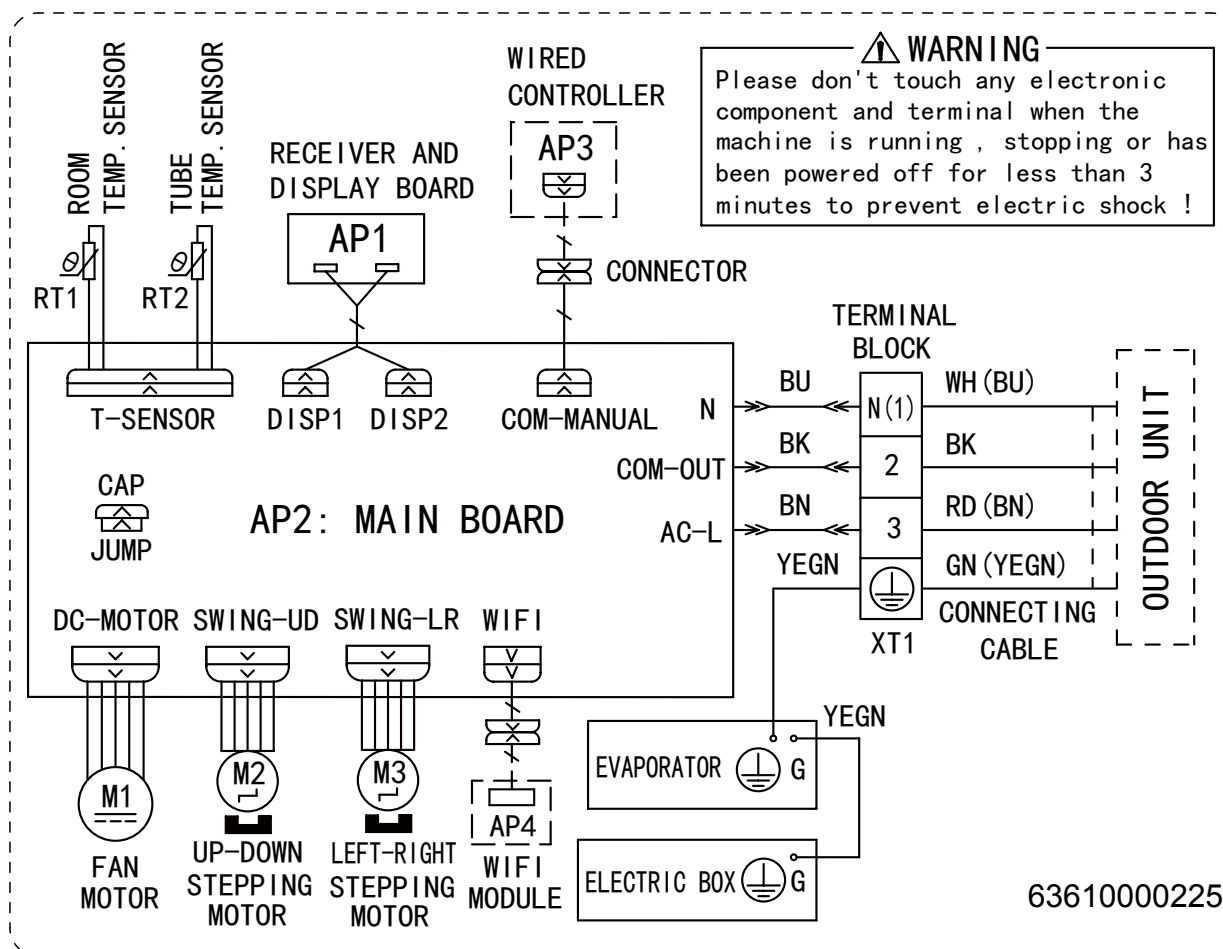 ROOM
TEMP. SENSOR
TUBE
TEMP. SENSOR
RT1
RT2
θ
θ
RECEIVER AND
DISPLAY BOARD
AP1
WIRED
CONTROLLER
AP3
CONNECTOR
WARNING
Please don't touch any electronic
component and terminal when the
machine is running , stopping or has
been powered off for less than 3
minutes to prevent electric shock !
T-SENSOR
DISP1
DISP2
COM-MANUAL
N
COM-OUT
AC-L
CAP
JUMP
AP2: MAIN BOARD
TERMINAL
BLOCK
BU
BK
BN
YEGN
N(1)
2
3
XT1
WH(BU)
BK
RD(BN)
GN(YEGN)
CONNECTING
CABLE
OUTDOOR UNIT
DC-MOTOR
SWING-UD
SWING-LR
WIFI
M1
FAN
MOTOR
M2
UP-DOWN
STEPPING
MOTOR
M3
LEFT-RIGHT
STEPPING
MOTOR
AP4
WIFI
MODULE
YEGN
EVAPORATOR
G
ELECTRIC BOX
G
63610000225